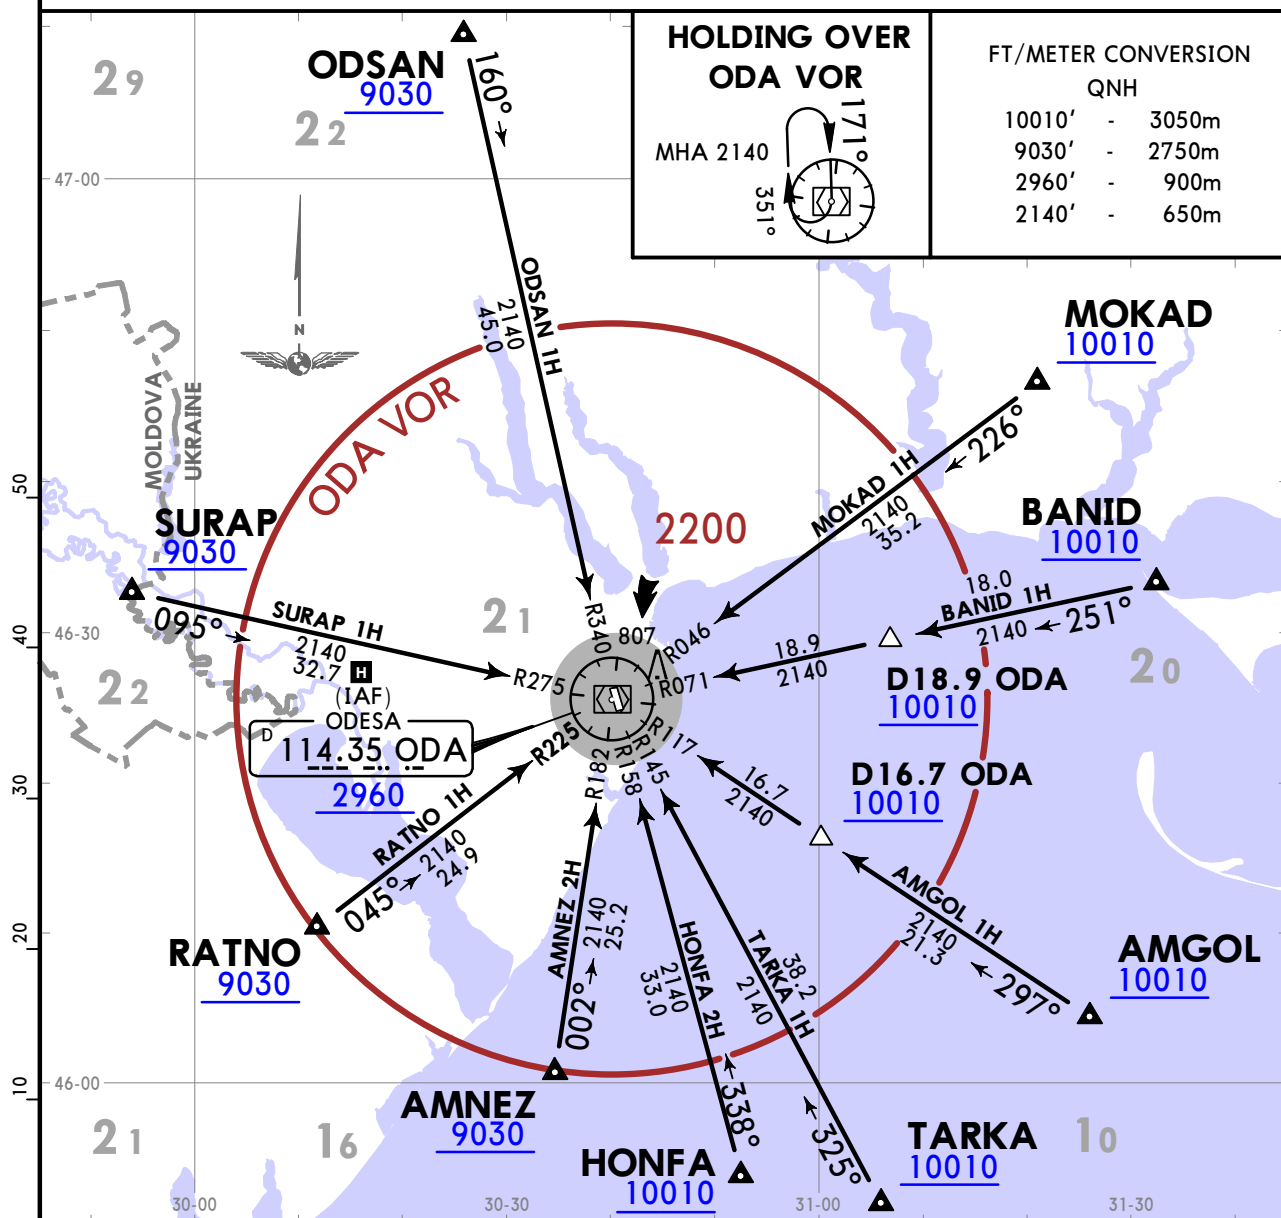 HOLDING OVER
ODA VOR
MHA 2140
171°
351°
FT/METER CONVERSION
QNH
10010' - 3050m
9030' - 2750m
2960' - 900m
2140' - 650m
ODSAN
9030
160°
29
22
47-00
N
MOLDOVA
UKRAINE
ODA VOR
ODSAN 1H
2140
45.0
MOKAD
10010
226°
MOKAD 1H
2140
35.2
50
SURAP
9030
095°
SURAP 1H
2140
32.7
2200
BANID
10010
18.0
BANID 1H
2140
251°
21
807
R340
R046
R275
R071
18.9
2140
D18.9 ODA
10010
20
40
46-30
22
H
(IAF)
ODESA
D
114.35 ODA
2960
R225
R182
R158
R145
R117
16.7
2140
D16.7 ODA
10010
30
RATNO 1H
2140
24.9
045°
RATNO
9030
20
AMNEZ 2H
2140
25.2
002°
HONFA 2H
2140
33.0
338°
TARKA 1H
38.2
2140
325°
AMGOL 1H
2140
21.3
297°
AMGOL
10010
10
46-00
AMNEZ
9030
21
16
HONFA
10010
TARKA
10010
10
30-00
30-30
31-00
31-30